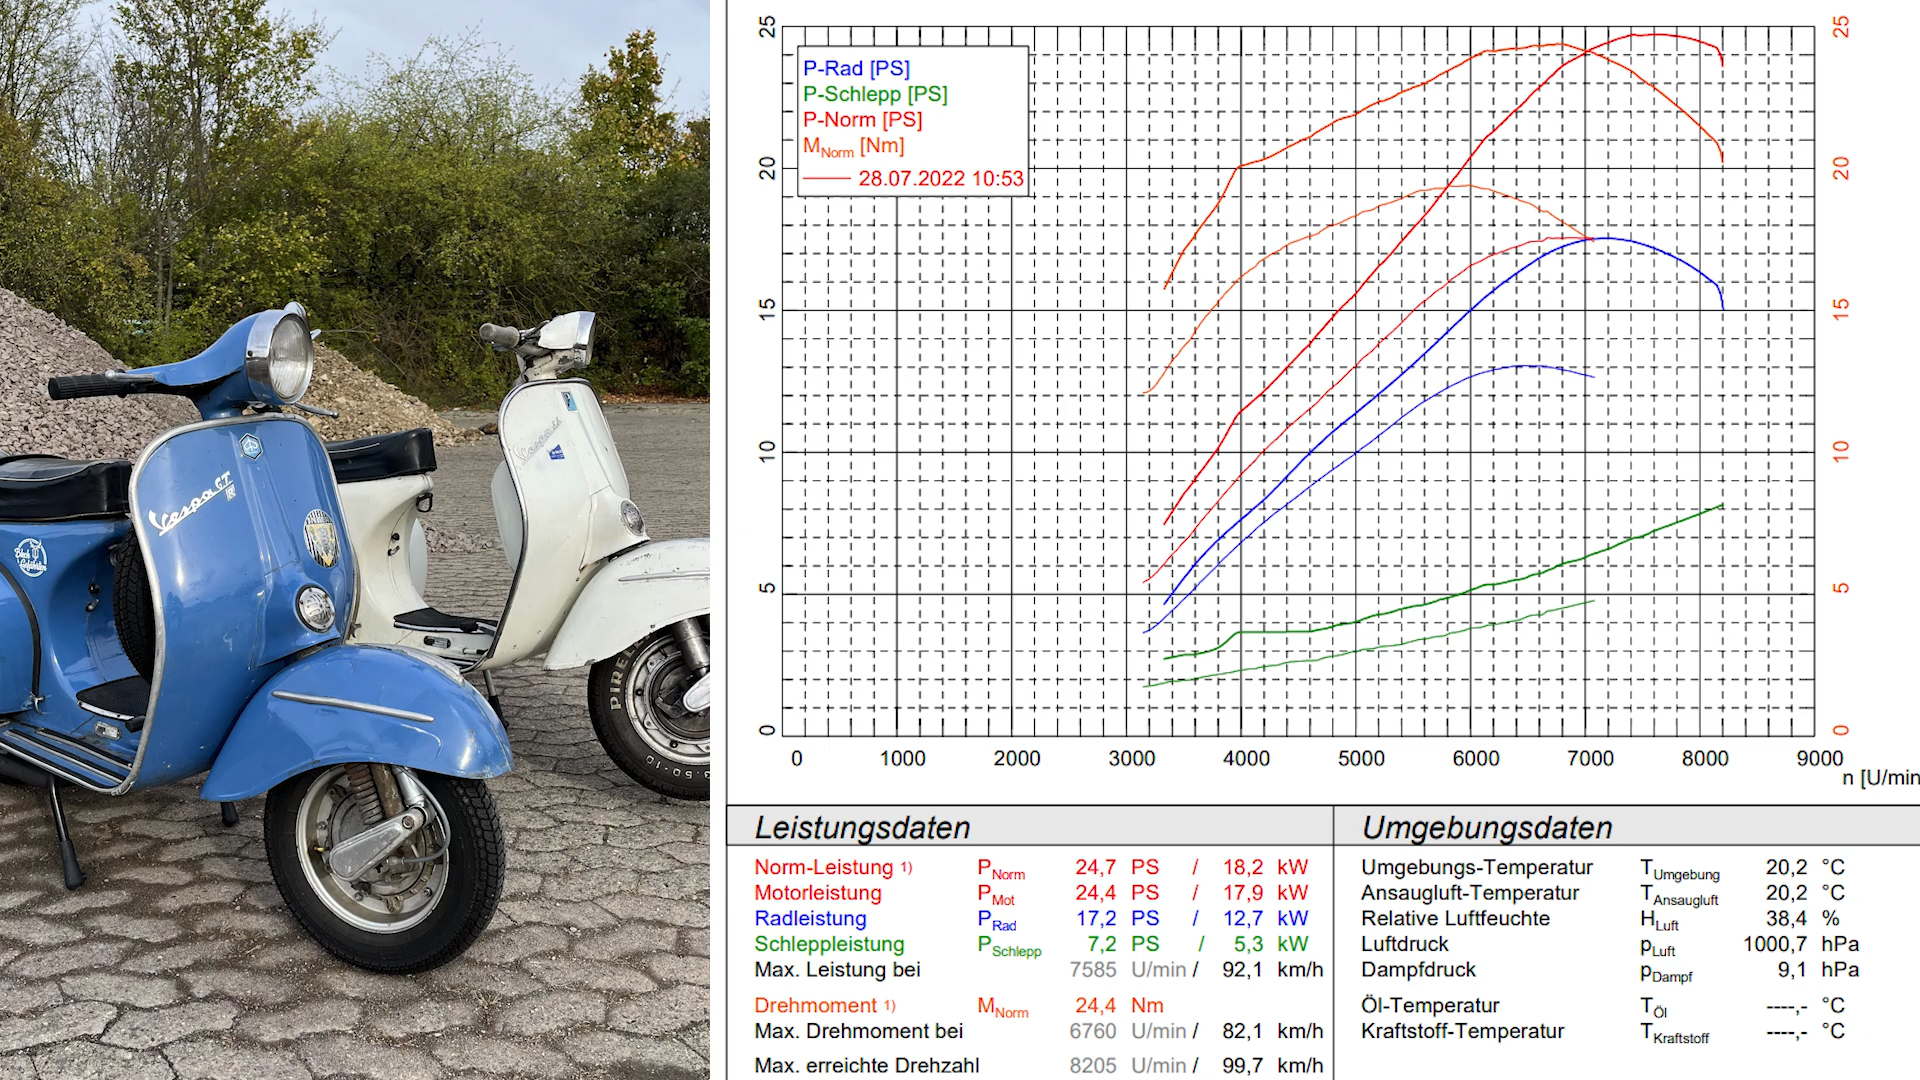 Vespa GT
R
Vespa
PIRELLI
3.50-10
25
20
15
10
5
0
25
20
15
10
5
0
P-Rad [PS]
P-Schlepp [PS]
P-Norm [PS]
MNorm [Nm]
28.07.2022 10:53
0 1000 2000 3000 4000 5000 6000 7000 8000 9000
n [U/min
Leistungsdaten
Norm-Leistung 1) PNorm 24,7 PS / 18,2 kW
Motorleistung PMot 24,4 PS / 17,9 kW
Radleistung PRad 17,2 PS / 12,7 kW
Schleppleistung PSchlepp 7,2 PS / 5,3 kW
Max. Leistung bei 7585 U/min / 92,1 km/h
Drehmoment 1) MNorm 24,4 Nm
Max. Drehmoment bei 6760 U/min / 82,1 km/h
Max. erreichte Drehzahl 8205 U/min / 99,7 km/h
Umgebungsdaten
Umgebungs-Temperatur TUmgebung 20,2 °C
Ansaugluft-Temperatur TAnsaugluft 20,2 °C
Relative Luftfeuchte HLuft 38,4 %
Luftdruck pLuft 1000,7 hPa
Dampfdruck pDampf 9,1 hPa
Öl-Temperatur TÖl ----,- °C
Kraftstoff-Temperatur TKraftstoff ----,- °C